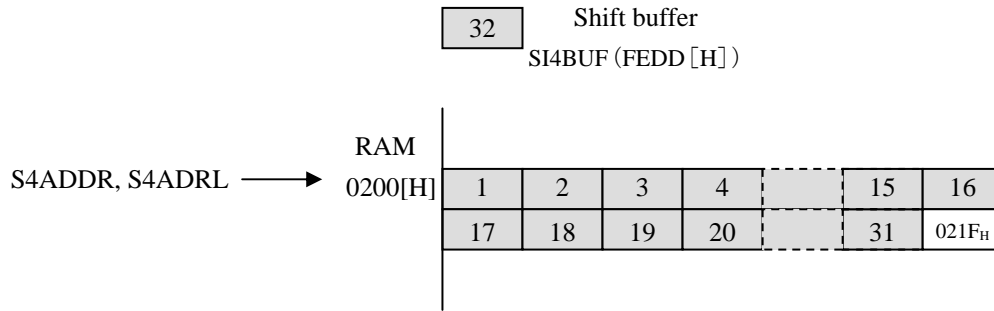 32 Shift buffer
SI4BUF (FEDD [H])
RAM
S4ADDR, S4ADRL 0200[H] 1 2 3 4 15 16
17 18 19 20 31 021FH